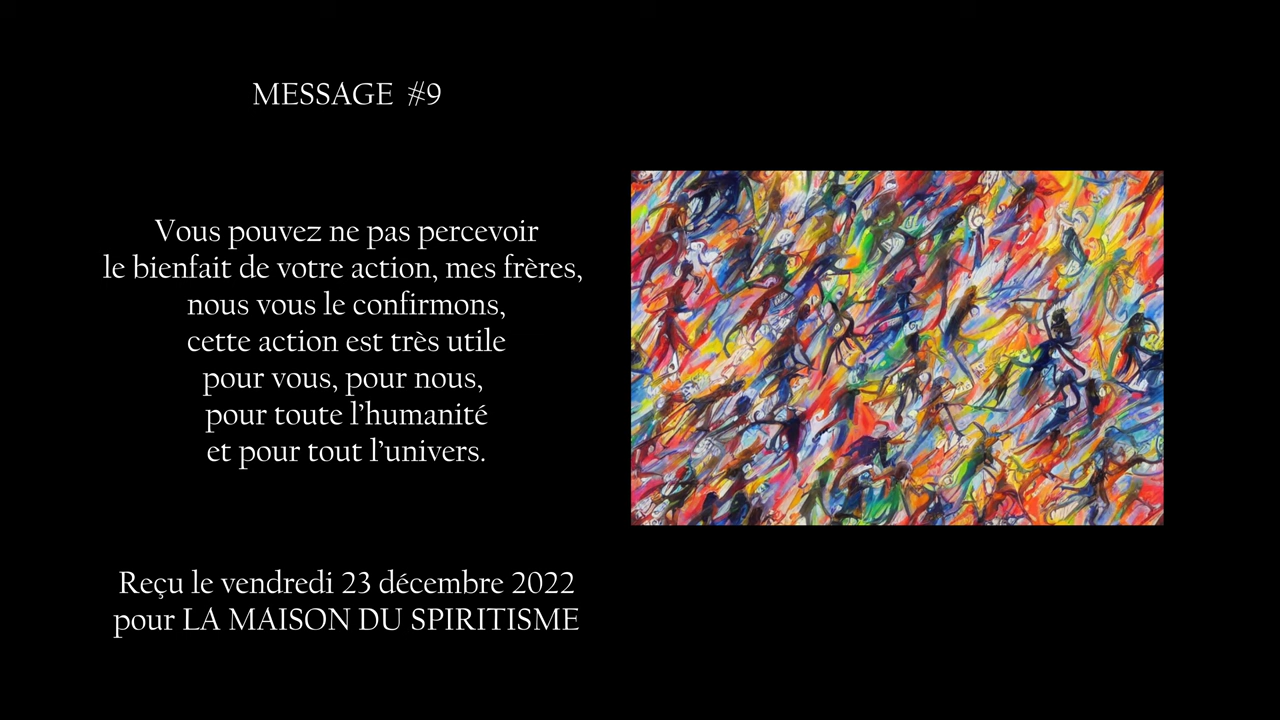 MESSAGE #9
Vous pouvez ne pas percevoir
le bienfait de votre action, mes frères,
nous vous le confirmons,
cette action est très utile
pour vous, pour nous,
pour toute l'humanité
et pour tout l'univers.
Reçu le vendredi 23 décembre 2022
pour LA MAISON DU SPIRITISME